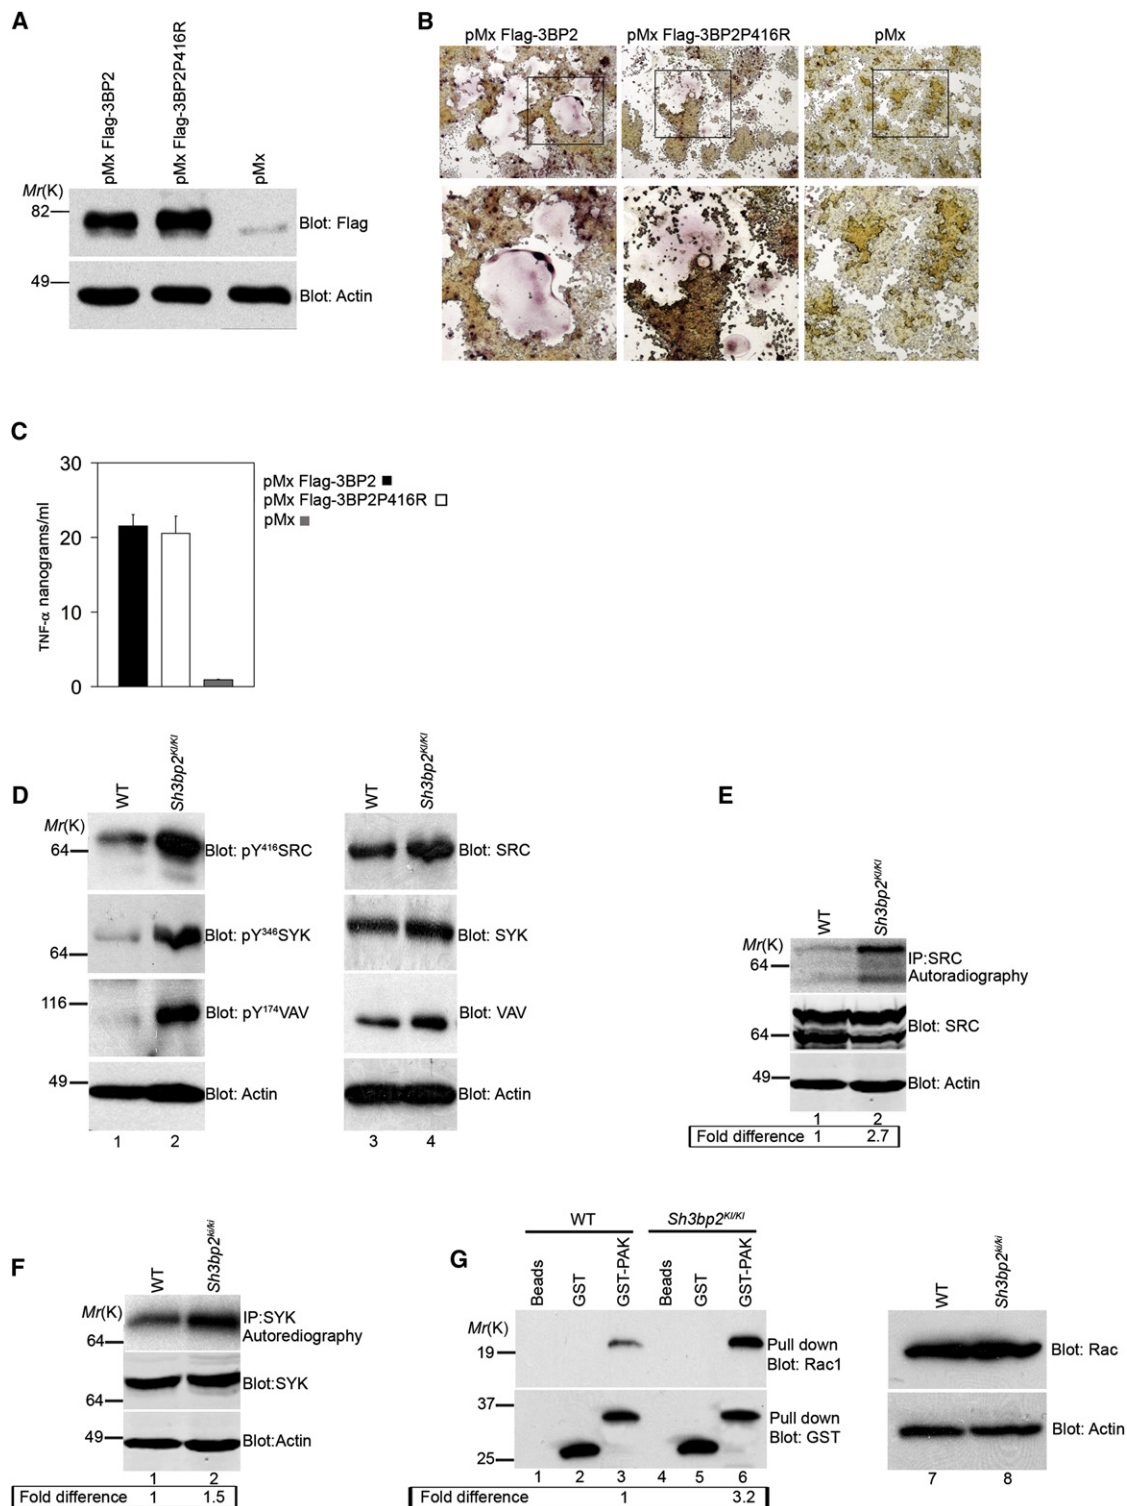 A
pMx Flag-3BP2
pMx Flag-3BP2P416R
pMx
Mr(K)
82
Blot: Flag
49
Blot: Actin
B
pMx Flag-3BP2 pMx Flag-3BP2P416R pMx
C
30
20
10
0
TNF-α nanograms/ml
pMx Flag-3BP2
pMx Flag-3BP2P416R
pMx
D
WT
Sh3bp2KI/KI
WT
Sh3bp2KI/KI
Mr(K)
64
Blot: pY416SRC
Blot: SRC
64
Blot: pY346SYK
Blot: SYK
116
Blot: pY174VAV
Blot: VAV
49
Blot: Actin
Blot: Actin
1 2 3 4
E
WT
Sh3bp2KI/KI
Mr(K)
64
IP:SRC
Autoradiography
64
Blot: SRC
49
Blot: Actin
1 2
Fold difference 1 2.7
F
WT
Sh3bp2ki/ki
Mr(K)
64
IP:SYK
Autorediography
Blot:SYK
64
49
Blot:Actin
1 2
Fold difference 1 1.5
G
WT Sh3bp2KI/KI
Beads
GST
GST-PAK
Beads
GST
GST-PAK
Mr(K)
19
Pull down
Blot: Rac1
37
Pull down
Blot: GST
25
1 2 3 4 5 6
Fold difference 1 3.2
WT
Sh3bp2ki/ki
Blot: Rac
Blot: Actin
7 8